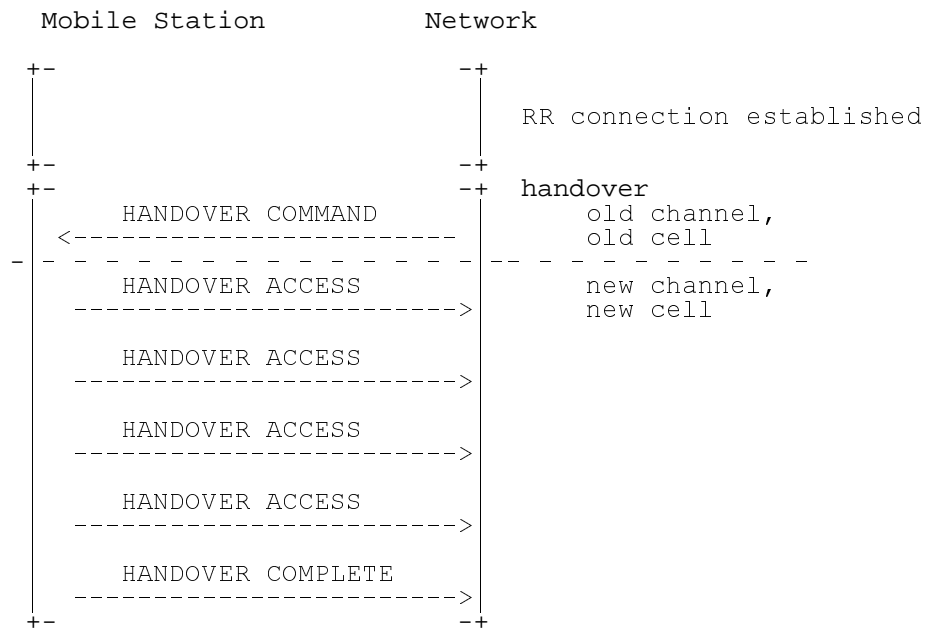 Mobile Station Network
RR connection established
handover
HANDOVER COMMAND old channel,
old cell
HANDOVER ACCESS new channel,
new cell
HANDOVER ACCESS
HANDOVER ACCESS
HANDOVER ACCESS
HANDOVER COMPLETE